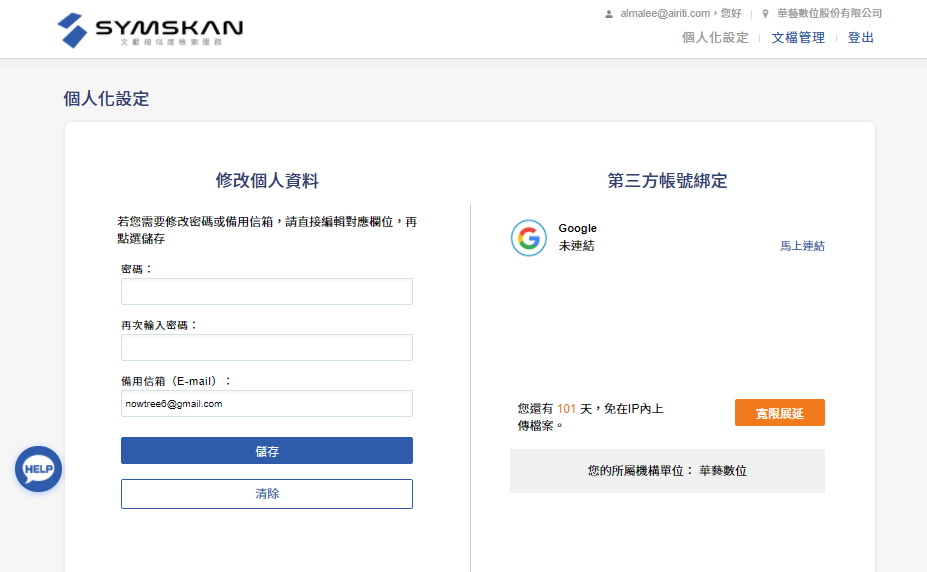 SYMSKAN
文獻相似度檢索服務
almalee@airiti.com，您好 | 華藝數位股份有限公司
個人化設定 | 文檔管理 | 登出
個人化設定
修改個人資料
若您需要修改密碼或備用信箱，請直接編輯對應欄位，再
點選儲存
密碼：
再次輸入密碼：
備用信箱（E-mail）：
nowtree6@gmail.com
儲存
清除
第三方帳號綁定
Google
未連結
馬上連結
您還有 101 天，免在IP內上
傳檔案。
寬限展延
您的所屬機構單位： 華藝數位
HELP